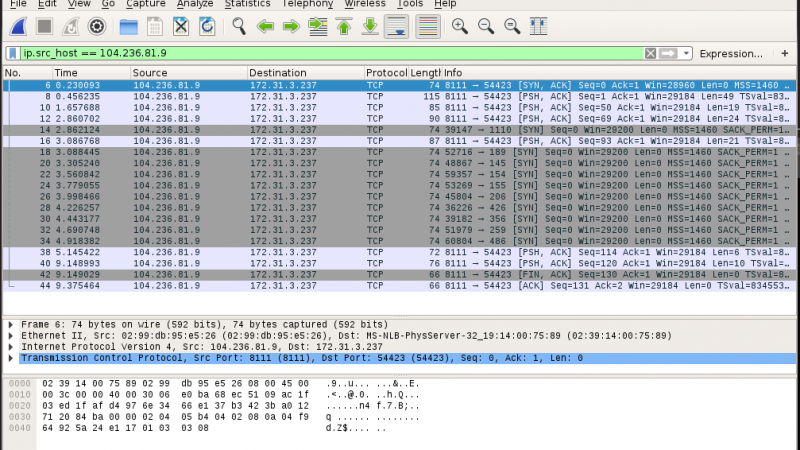 File Edit View Go Capture Analyze Statistics Telephony Wireless Tools Help
ip.src_host == 104.236.81.9 Expression... +
No. Time Source Destination Protocol Length Info
6 0.230093 104.236.81.9 172.31.3.237 TCP 74 8111 → 54423 [SYN, ACK] Seq=0 Ack=1 Win=28960 Len=0 MSS=1460 …
8 0.456235 104.236.81.9 172.31.3.237 TCP 115 8111 → 54423 [PSH, ACK] Seq=1 Ack=1 Win=29184 Len=49 TSval=83…
10 1.657688 104.236.81.9 172.31.3.237 TCP 85 8111 → 54423 [PSH, ACK] Seq=50 Ack=1 Win=29184 Len=19 TSval=8…
12 2.860702 104.236.81.9 172.31.3.237 TCP 90 8111 → 54423 [PSH, ACK] Seq=69 Ack=1 Win=29184 Len=24 TSval=8…
14 2.862124 104.236.81.9 172.31.3.237 TCP 74 39147 → 1110 [SYN] Seq=0 Win=29200 Len=0 MSS=1460 SACK_PERM=1…
16 3.086768 104.236.81.9 172.31.3.237 TCP 87 8111 → 54423 [PSH, ACK] Seq=93 Ack=1 Win=29184 Len=21 TSval=8…
18 3.088445 104.236.81.9 172.31.3.237 TCP 74 52716 → 189 [SYN] Seq=0 Win=29200 Len=0 MSS=1460 SACK_PERM=1 …
20 3.305240 104.236.81.9 172.31.3.237 TCP 74 48867 → 145 [SYN] Seq=0 Win=29200 Len=0 MSS=1460 SACK_PERM=1 …
22 3.560842 104.236.81.9 172.31.3.237 TCP 74 59357 → 154 [SYN] Seq=0 Win=29200 Len=0 MSS=1460 SACK_PERM=1 …
24 3.779055 104.236.81.9 172.31.3.237 TCP 74 53269 → 155 [SYN] Seq=0 Win=29200 Len=0 MSS=1460 SACK_PERM=1 …
26 3.998466 104.236.81.9 172.31.3.237 TCP 74 45804 → 206 [SYN] Seq=0 Win=29200 Len=0 MSS=1460 SACK_PERM=1 …
28 4.226257 104.236.81.9 172.31.3.237 TCP 74 36226 → 426 [SYN] Seq=0 Win=29200 Len=0 MSS=1460 SACK_PERM=1 …
30 4.443177 104.236.81.9 172.31.3.237 TCP 74 39182 → 356 [SYN] Seq=0 Win=29200 Len=0 MSS=1460 SACK_PERM=1 …
32 4.690748 104.236.81.9 172.31.3.237 TCP 74 51979 → 259 [SYN] Seq=0 Win=29200 Len=0 MSS=1460 SACK_PERM=1 …
34 4.918382 104.236.81.9 172.31.3.237 TCP 74 60804 → 486 [SYN] Seq=0 Win=29200 Len=0 MSS=1460 SACK_PERM=1 …
38 5.145422 104.236.81.9 172.31.3.237 TCP 72 8111 → 54423 [PSH, ACK] Seq=114 Ack=1 Win=29184 Len=6 TSval=8…
40 9.148993 104.236.81.9 172.31.3.237 TCP 76 8111 → 54423 [PSH, ACK] Seq=120 Ack=1 Win=29184 Len=10 TSval=…
42 9.149029 104.236.81.9 172.31.3.237 TCP 66 8111 → 54423 [FIN, ACK] Seq=130 Ack=1 Win=29184 Len=0 TSval=8…
44 9.375464 104.236.81.9 172.31.3.237 TCP 66 8111 → 54423 [ACK] Seq=131 Ack=2 Win=29184 Len=0 TSval=834553…
Frame 6: 74 bytes on wire (592 bits), 74 bytes captured (592 bits)
Ethernet II, Src: 02:99:db:95:e5:26 (02:99:db:95:e5:26), Dst: MS-NLB-PhysServer-32_19:14:00:75:89 (02:39:14:00:75:89)
Internet Protocol Version 4, Src: 104.236.81.9, Dst: 172.31.3.237
Transmission Control Protocol, Src Port: 8111 (8111), Dst Port: 54423 (54423), Seq: 0, Ack: 1, Len: 0
0000 02 39 14 00 75 89 02 99 db 95 e5 26 08 00 45 00 .9..u... ...&..E.
0010 00 3c 00 00 40 00 30 06 e0 ba 68 ec 51 09 ac 1f .<..@.0. ..h.Q...
0020 03 ed 1f af d4 97 6e 34 66 e1 37 b3 42 3b a0 12 ......n4 f.7.B;..
0030 71 20 84 ba 00 00 02 04 05 b4 04 02 08 0a 04 f9 q ...... ........
0040 64 92 5a 24 e1 17 01 03 03 08 d.Z$.... ..